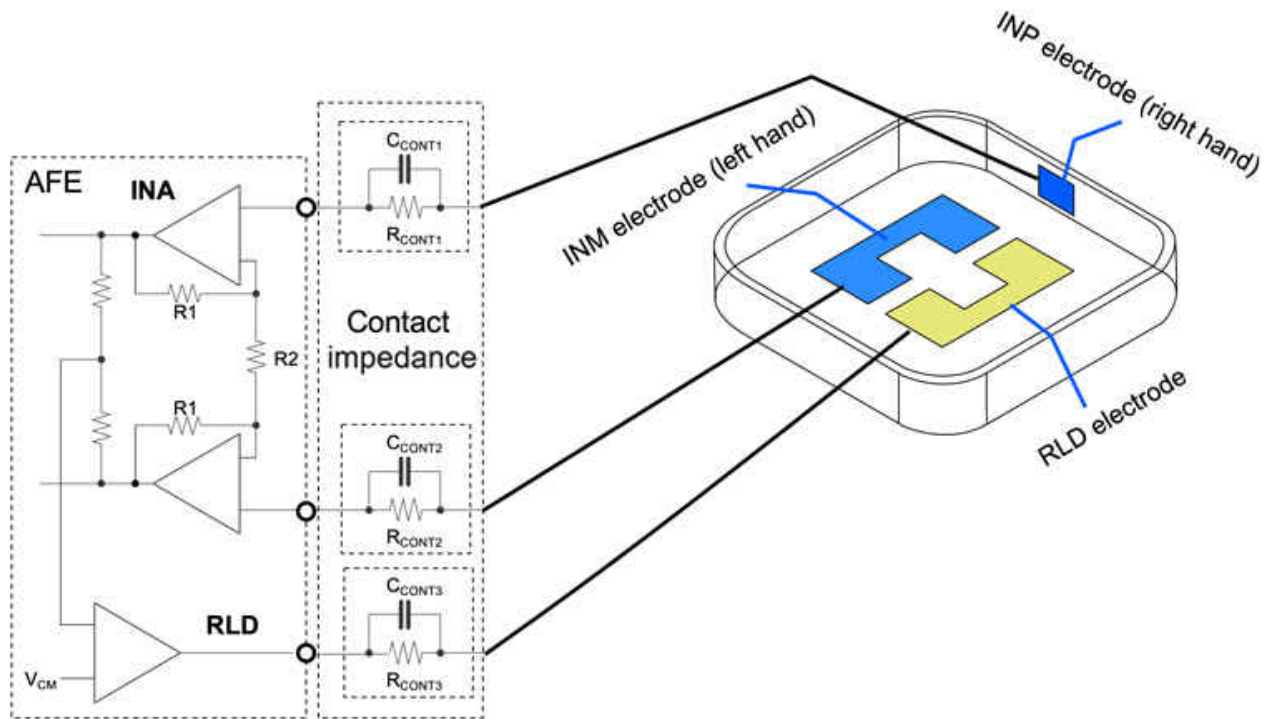 AFE
INA
R1
R2
R1
RLD
VCM
CCONT1
RCONT1
Contact
impedance
CCONT2
RCONT2
CCONT3
RCONT3
INM electrode (left hand)
INP electrode
(right hand)
RLD electrode